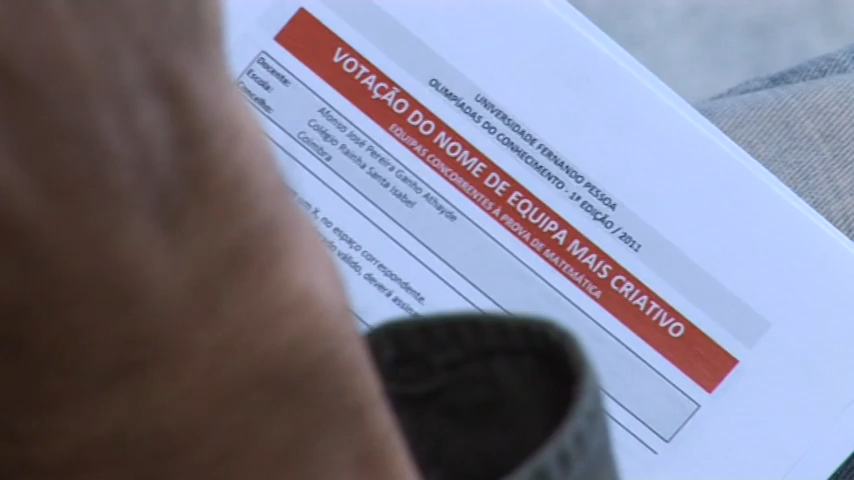 UNIVERSIDADE FERNANDO PESSOA
OLIMPÍADAS DO CONHECIMENTO . 1ª EDIÇÃO / 2011
VOTAÇÃO DO NOME DE EQUIPA MAIS CRIATIVO
EQUIPAS CONCORRENTES À PROVA DE MATEMÁTICA
Docente: Afonso José Pereira Ganho Athayde
Escola: Colégio Rainha Santa Isabel
Concelho: Coimbra
um X, no espaço correspondente.
válido, deverá